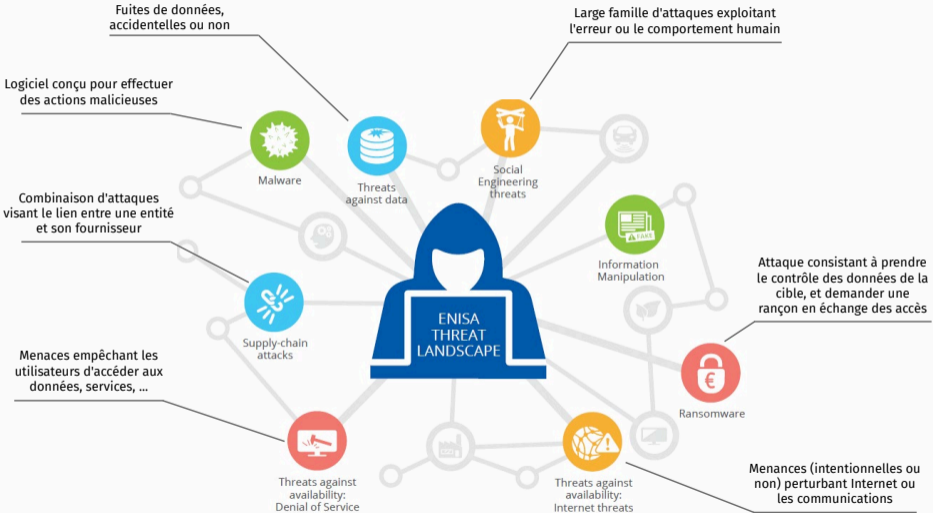 Fuites de données,
accidentelles ou non
Large famille d'attaques exploitant
l'erreur ou le comportement humain
Logiciel conçu pour effectuer
des actions malicieuses
Malware
Threats
against data
Social
Engineering
threats
Combinaison d'attaques
visant le lien entre une entité
et son fournisseur
FAKE
Information
Manipulation
Attaque consistant à prendre
le contrôle des données de la
cible, et demander une
rançon en échange des accès
Supply-chain
attacks
ENISA
THREAT
LANDSCAPE
Menaces empêchant les
utilisateurs d'accéder aux
données, services, ...
€
Ransomware
Threats against
availability:
Denial of Service
Threats against
availability:
Internet threats
Menances (intentionnelles ou
non) perturbant Internet ou
les communications